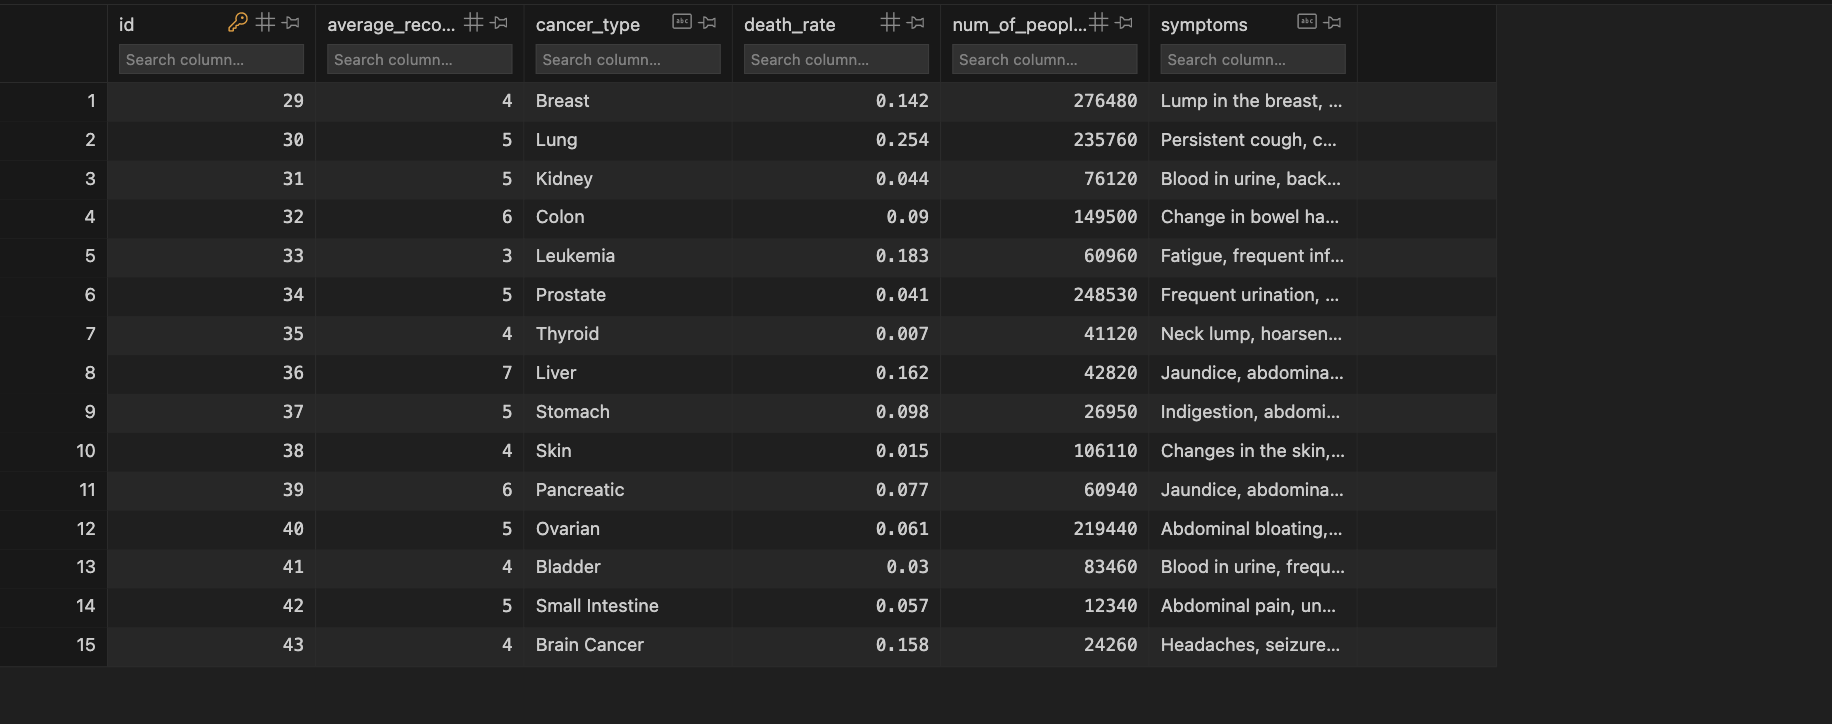 id average_reco... cancer_type abc death_rate num_of_peopl... symptoms abc
Search column... Search column... Search column... Search column... Search column... Search column...
1 29 4 Breast 0.142 276480 Lump in the breast, ...
2 30 5 Lung 0.254 235760 Persistent cough, c...
3 31 5 Kidney 0.044 76120 Blood in urine, back...
4 32 6 Colon 0.09 149500 Change in bowel ha...
5 33 3 Leukemia 0.183 60960 Fatigue, frequent inf...
6 34 5 Prostate 0.041 248530 Frequent urination, ...
7 35 4 Thyroid 0.007 41120 Neck lump, hoarsen...
8 36 7 Liver 0.162 42820 Jaundice, abdomina...
9 37 5 Stomach 0.098 26950 Indigestion, abdomi...
10 38 4 Skin 0.015 106110 Changes in the skin,...
11 39 6 Pancreatic 0.077 60940 Jaundice, abdomina...
12 40 5 Ovarian 0.061 219440 Abdominal bloating,...
13 41 4 Bladder 0.03 83460 Blood in urine, frequ...
14 42 5 Small Intestine 0.057 12340 Abdominal pain, un...
15 43 4 Brain Cancer 0.158 24260 Headaches, seizure...